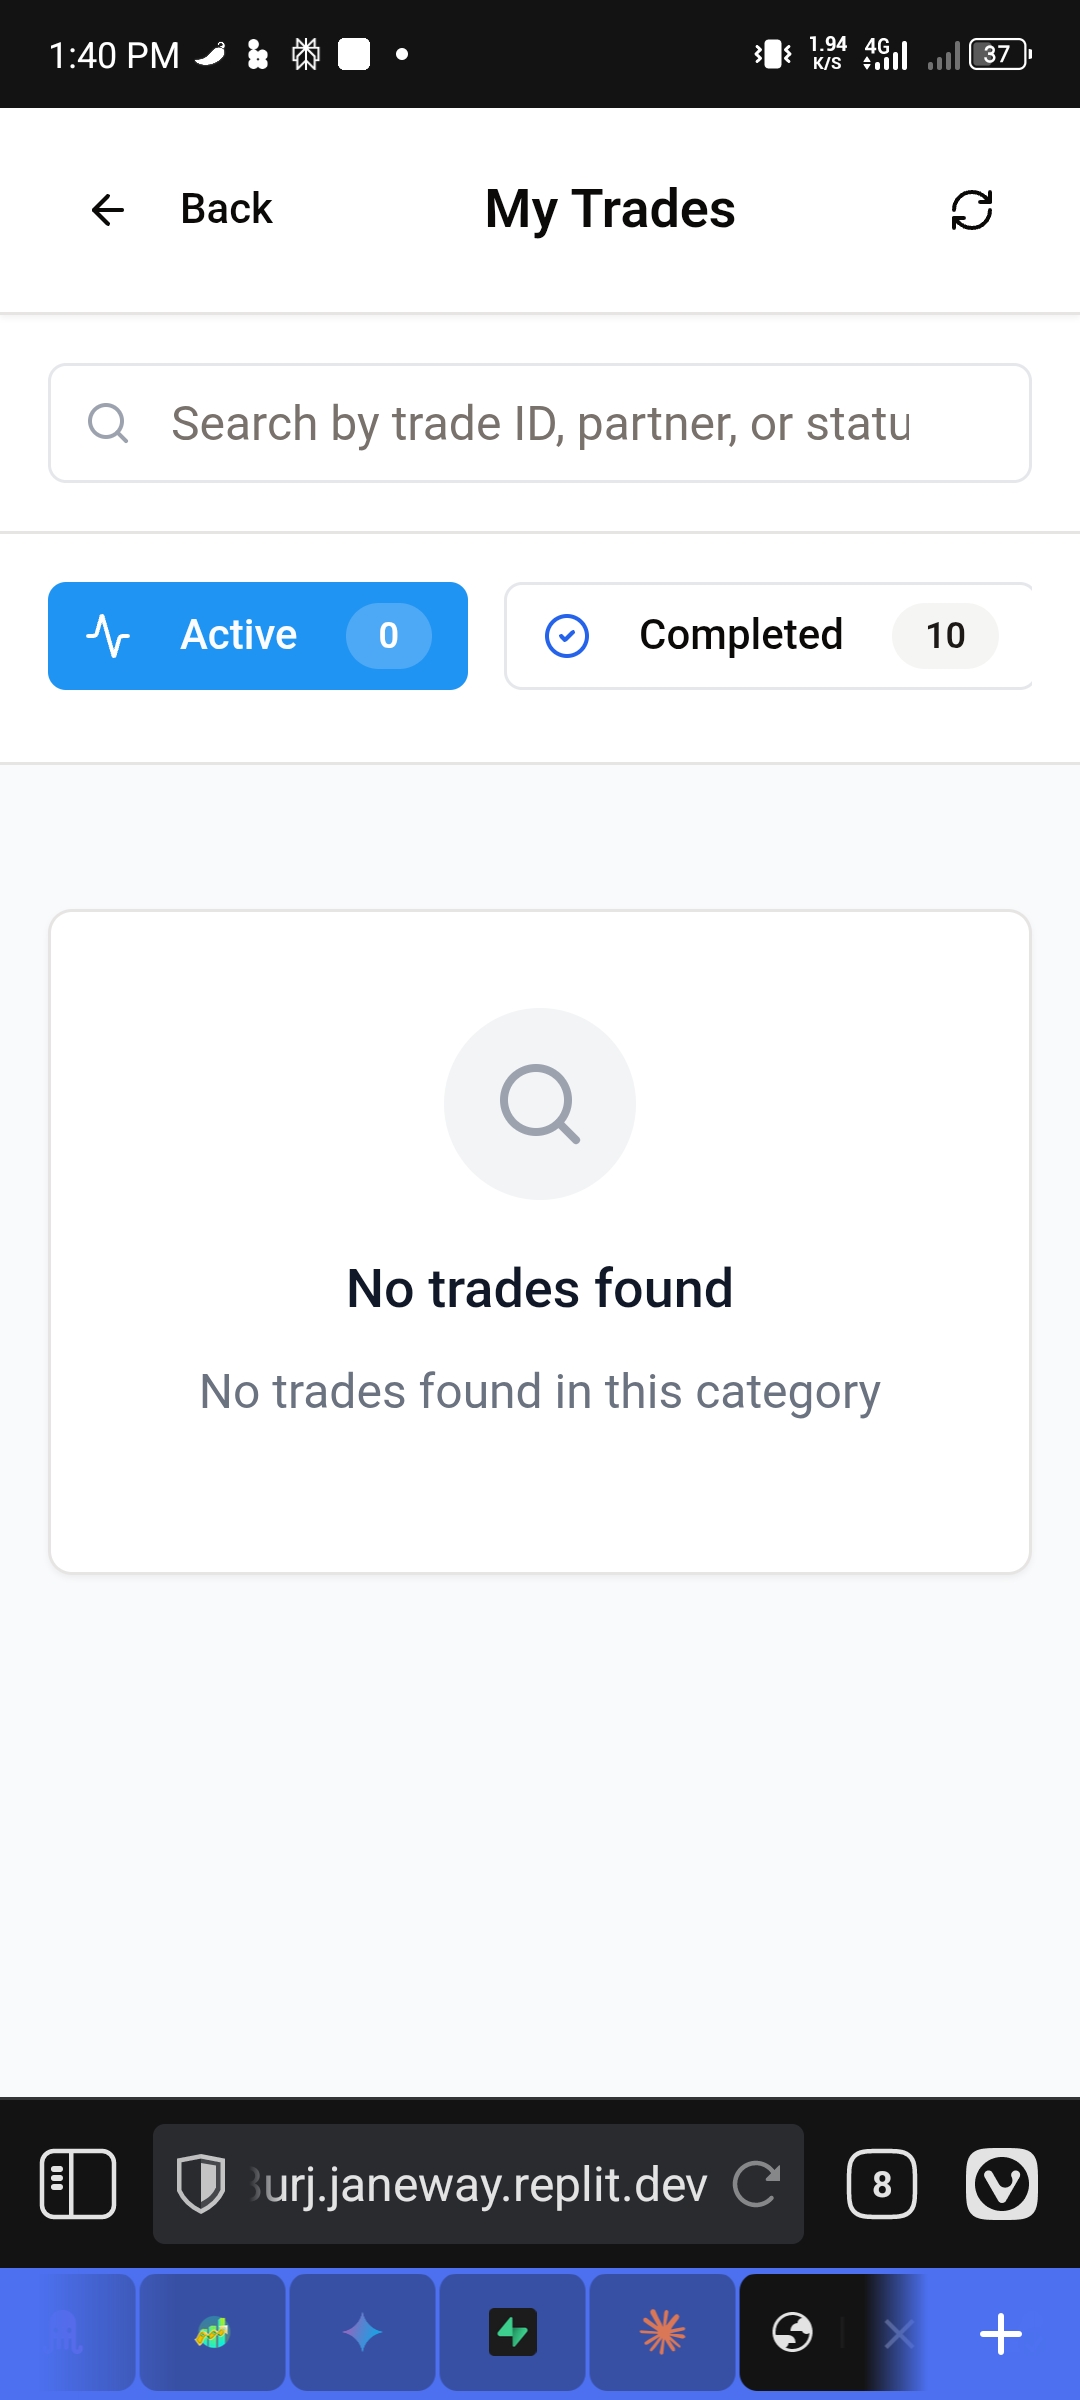 1:40 PM
1.94 K/S 4G 37
Back
My Trades
Search by trade ID, partner, or statu
Active 0
Completed 10
No trades found
No trades found in this category
urj.janeway.replit.dev
8